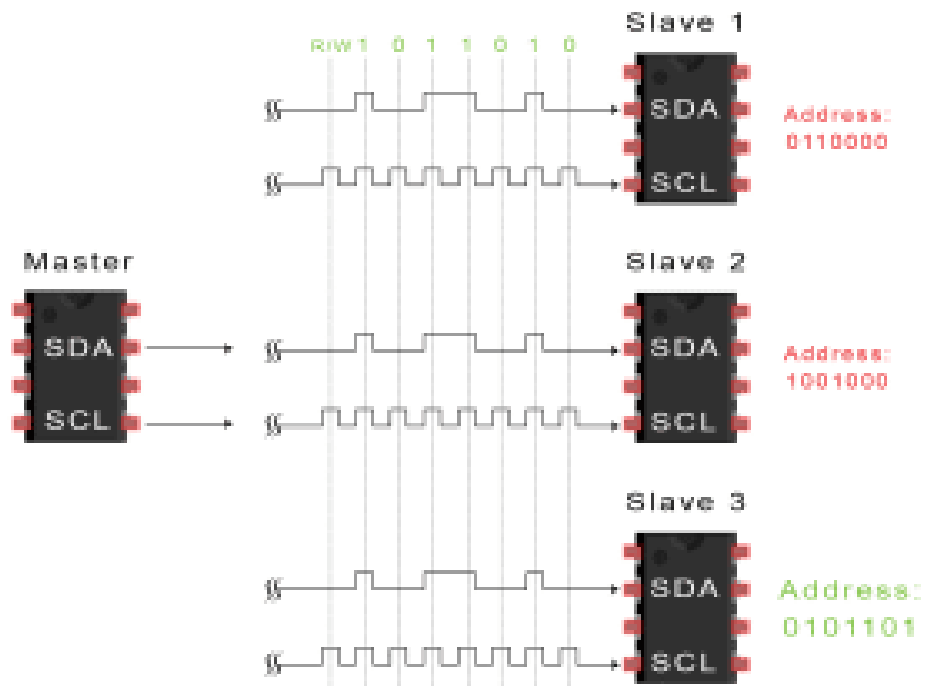 Slave 1
R/W 1 0 1 1 0 1 0
SDA
SCL
Address:
0110000
Master
SDA
SCL
Slave 2
SDA
SCL
Address:
1001000
Slave 3
SDA
SCL
Address:
0101101